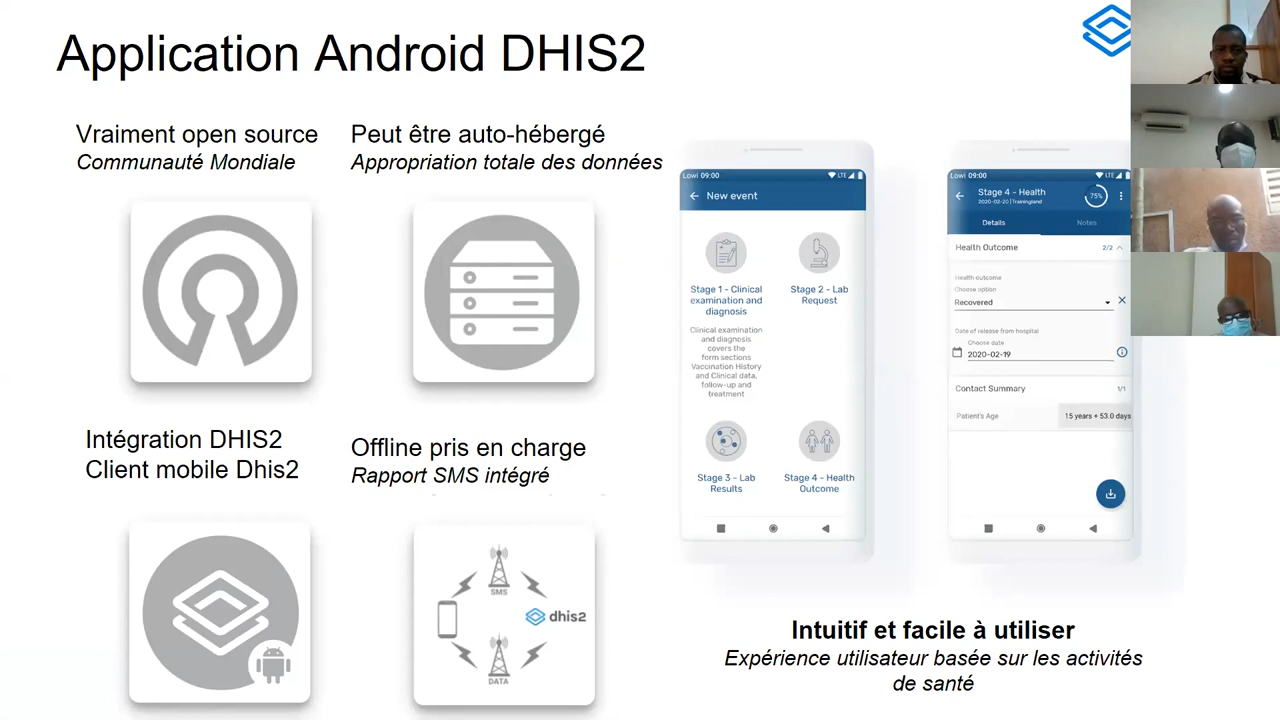 Application Android DHIS2
Vraiment open source
Communauté Mondiale
Peut être auto-hébergé
Appropriation totale des données
Intégration DHIS2
Client mobile Dhis2
Offline pris en charge
Rapport SMS intégré
SMS
dhis2
DATA
Lowi 09:00
LTE
New event
Stage 1 - Clinical
examination and
diagnosis
Clinical examination
and diagnosis
covers the
form sections
Vaccination History
and Clinical data,
follow-up and
treatment
Stage 2 - Lab
Request
Stage 3 - Lab
Results
Stage 4 - Health
Outcome
Lowi 09:00
LTE
Stage 4 - Health
2020-02-20 | Trainingland
75%
Details
Notes
Health Outcome
2/2
Health outcome
Choose option
Recovered
Date of release from hospital
Choose date
2020-02-19
Contact Summary
1/1
Patient's Age
15 years + 53.0 days
Intuitif et facile à utiliser
Expérience utilisateur basée sur les activités
de santé